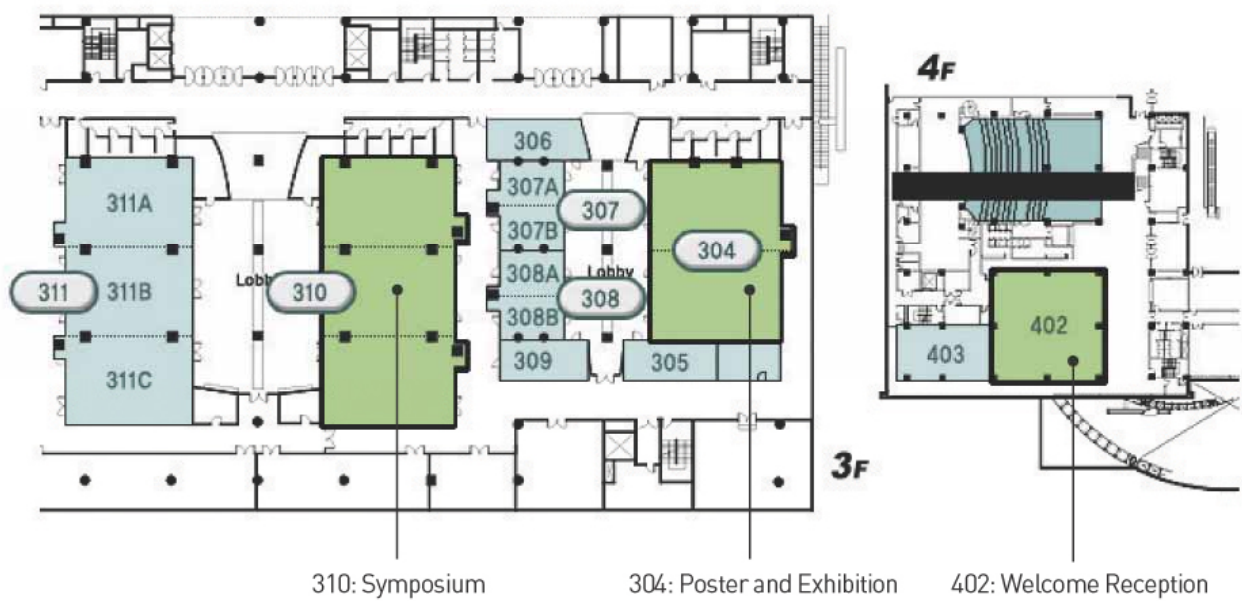 4F
306
311A
307A
307
307B
304
311
311B
Lobby
310
308A
Lobby
308
308B
402
309
305
403
311C
3F
310: Symposium
304: Poster and Exhibition
402: Welcome Reception